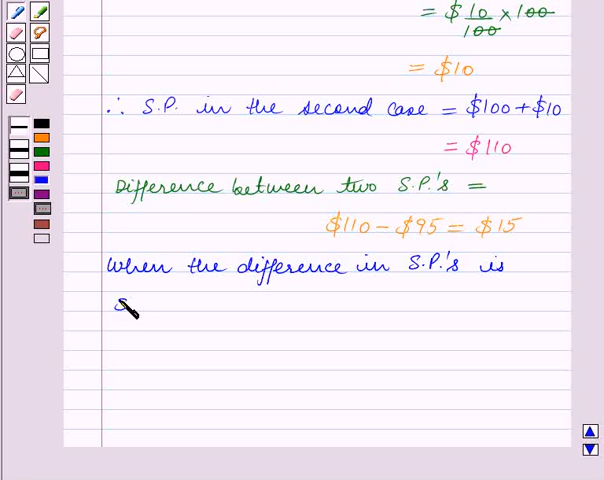 = $ 10/100 × 100
= $10
∴ S.P. in the second case = $100 + $10
= $110
Difference between two S.P.'s =
$110 - $95 = $15
When the difference in S.P.'s is